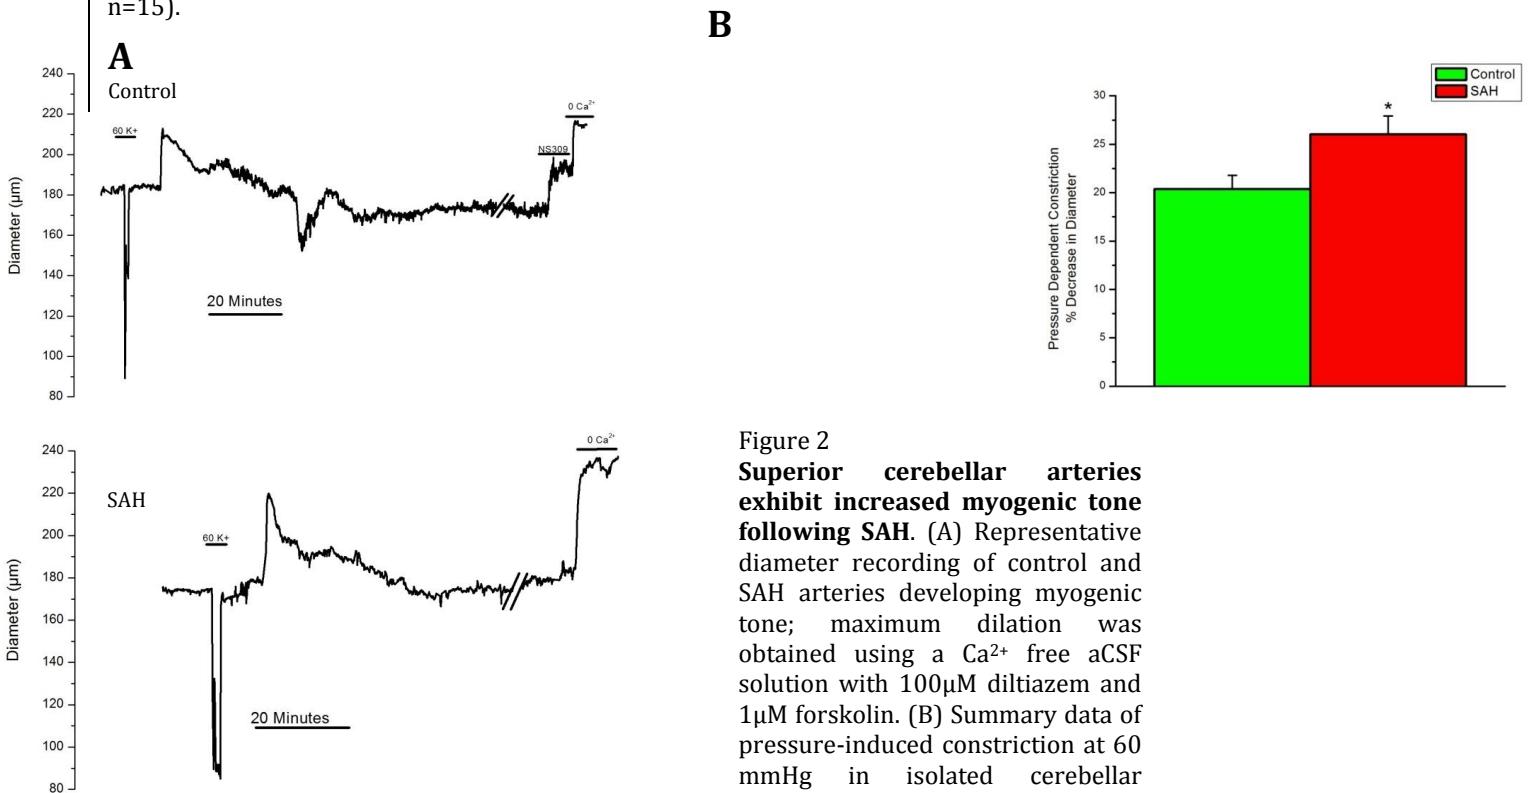 n=15).
A
Control
240
220
200
180
160
140
120
100
80
Diameter (µm)
60 K+
NS309
0 Ca²⁺
20 Minutes
SAH
240
220
200
180
160
140
120
100
80
Diameter (µm)
60 K+
0 Ca²⁺
20 Minutes
B
Control
SAH
30
25
20
15
10
5
0
Pressure Dependent Constriction
% Decrease in Diameter
*
Figure 2
Superior cerebellar arteries
exhibit increased myogenic tone
following SAH. (A) Representative
diameter recording of control and
SAH arteries developing myogenic
tone; maximum dilation was
obtained using a Ca²⁺ free aCSF
solution with 100µM diltiazem and
1µM forskolin. (B) Summary data of
pressure-induced constriction at 60
mmHg in isolated cerebellar